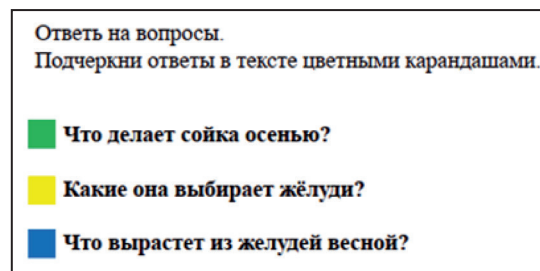 Ответь на вопросы.
Подчеркни ответы в тексте цветными карандашами.
Что делает сойка осенью?
Какие она выбирает жёлуди?
Что вырастет из желудей весной?